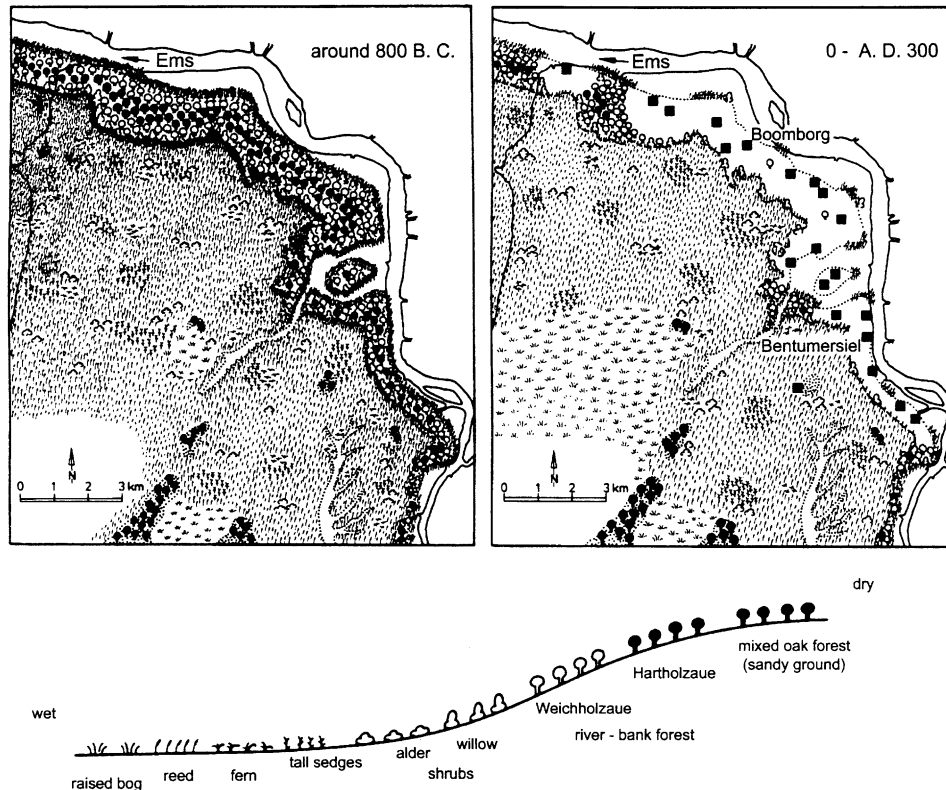 around 800 B. C.
Ems
N
0 1 2 3 km
0 - A. D. 300
Ems
Boomborg
Bentumersiel
N
0 1 2 3 km
dry
mixed oak forest
(sandy ground)
Hartholzaue
Weichholzaue
river - bank forest
wet
willow
alder
shrubs
tall sedges
fern
reed
raised bog